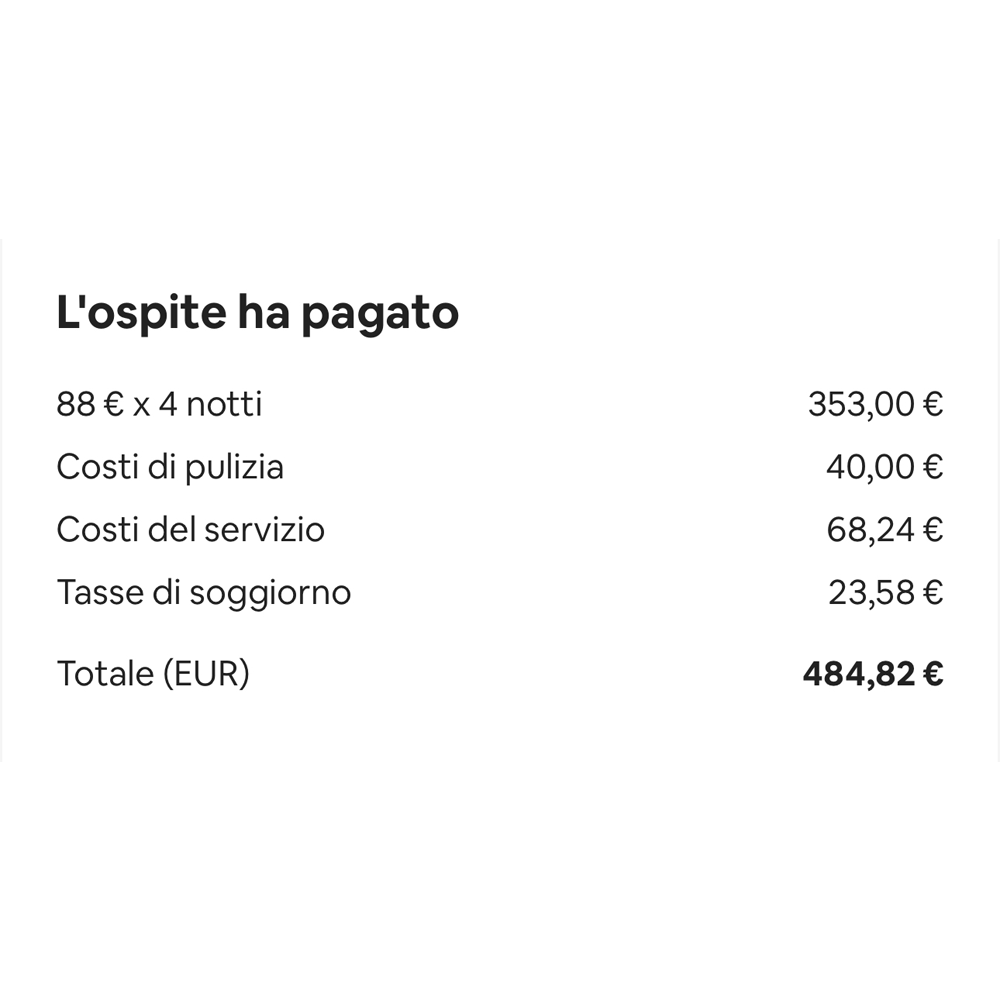 L'ospite ha pagato
88 € x 4 notti 353,00 €
Costi di pulizia 40,00 €
Costi del servizio 68,24 €
Tasse di soggiorno 23,58 €
Totale (EUR) 484,82 €